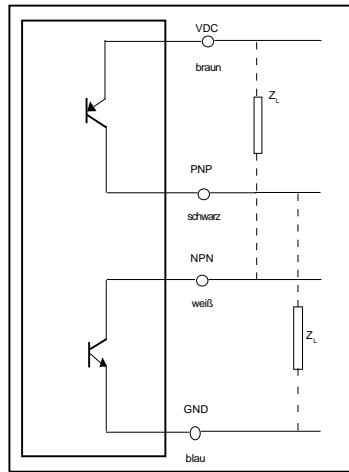 VDC
braun
Z_L
PNP
schwarz
NPN
weiß
Z_L
GND
blau